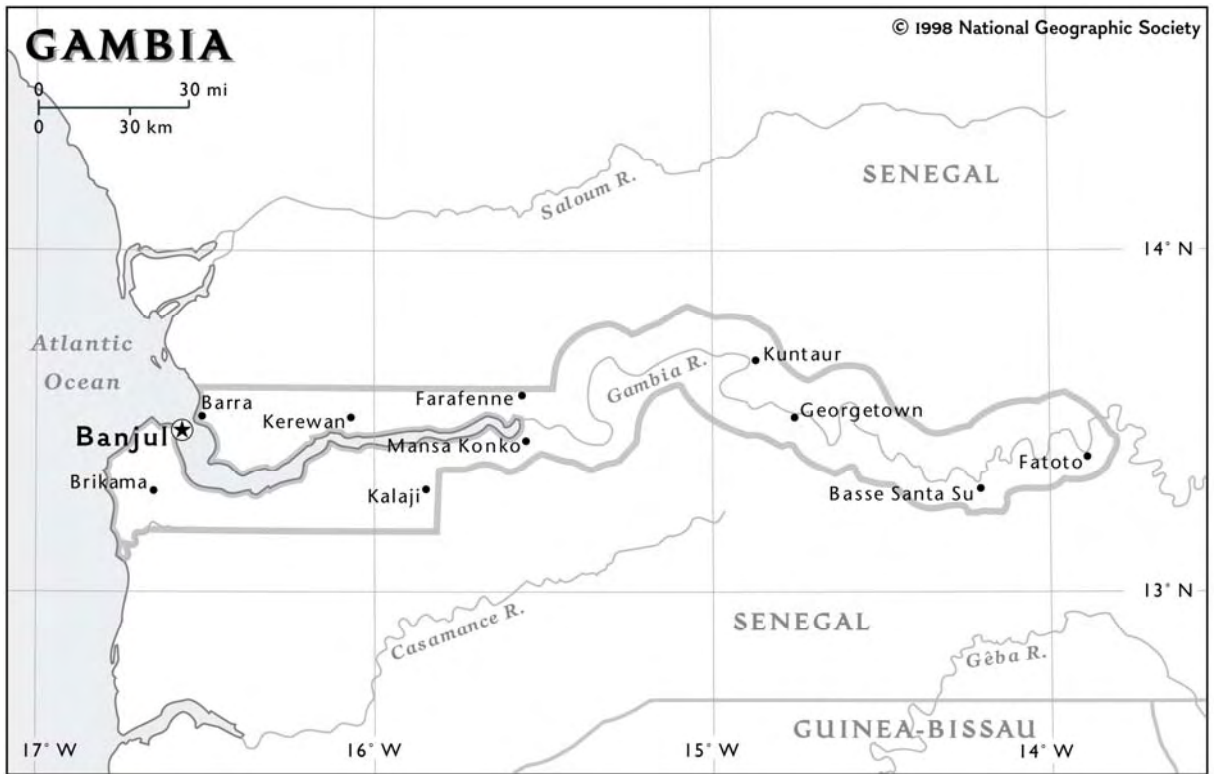 GAMBIA
© 1998 National Geographic Society
0 30 mi
0 30 km
SENEGAL
Saloum R.
14° N
Atlantic
Ocean
Kuntaur
Gambia R.
Barra
Farafenne
Georgetown
Kerewan
Banjul
Mansa Konko
Fatoto
Brikama
Kalaji
Basse Santa Su
13° N
SENEGAL
Casamance R.
Gêba R.
GUINEA-BISSAU
17° W
16° W
15° W
14° W